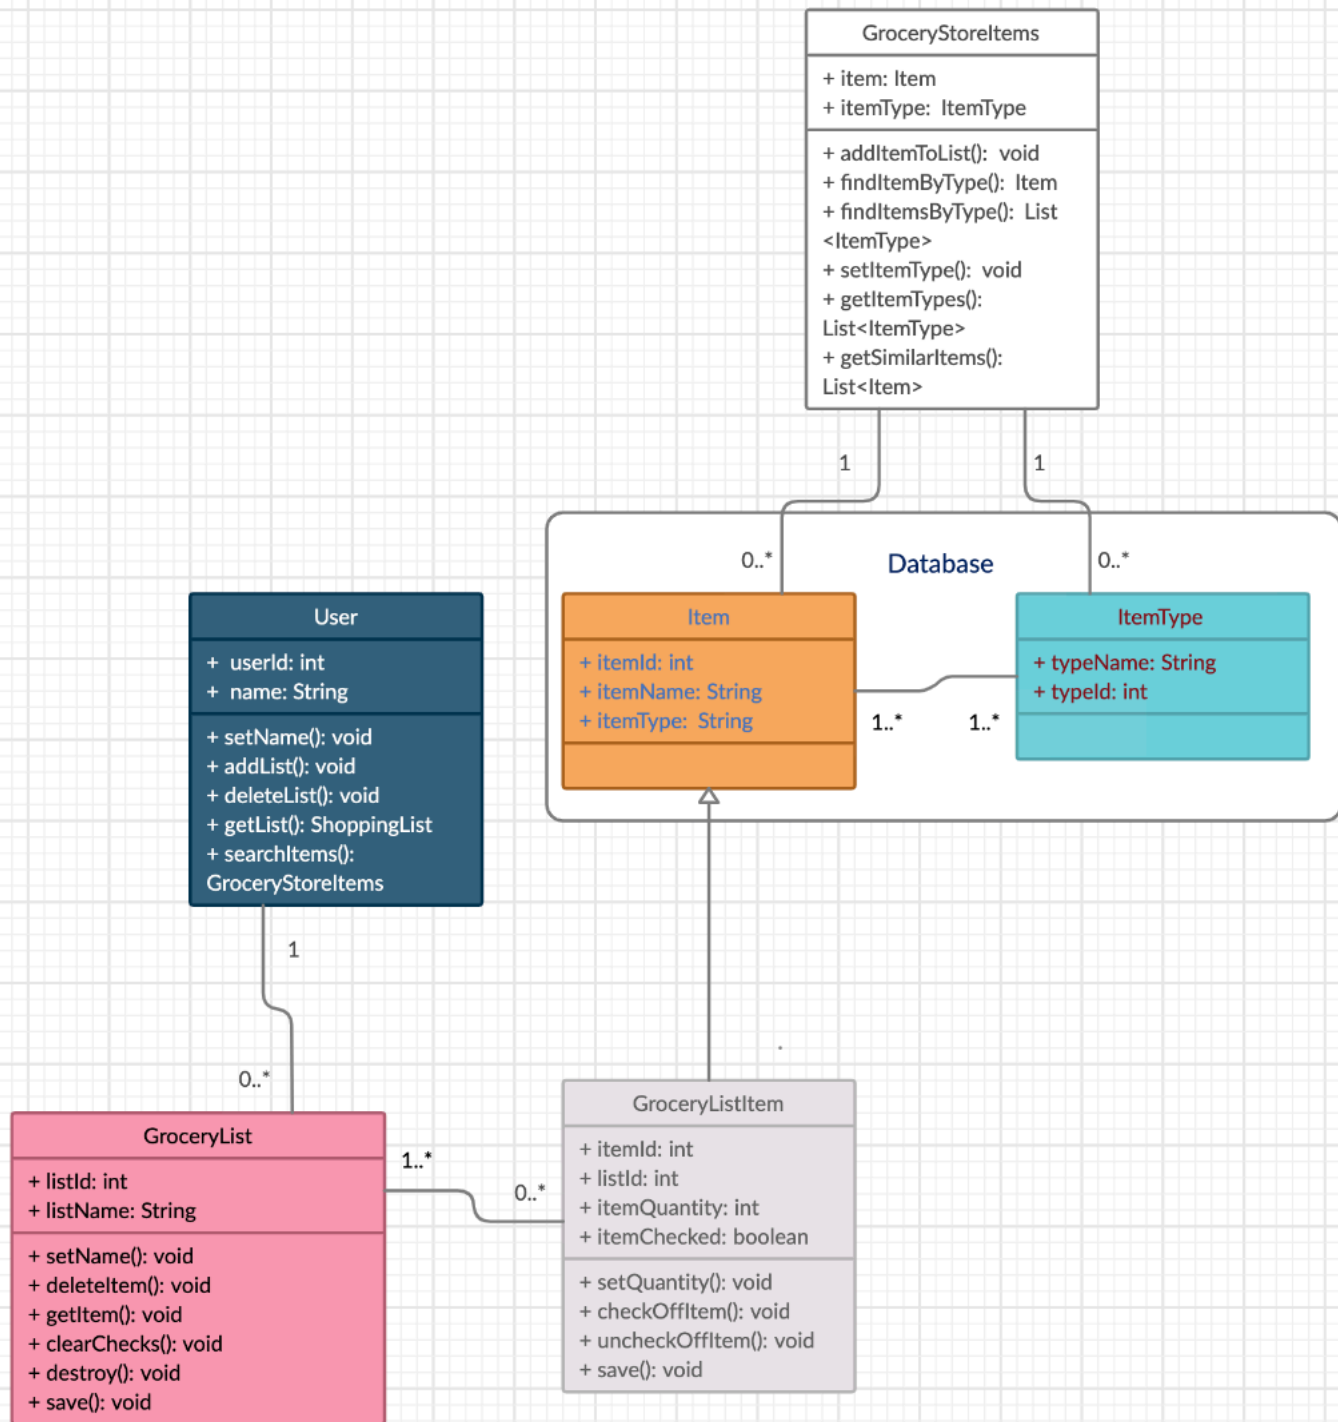 GroceryStoreItems
+ item: Item
+ itemType:  ItemType
+ addItemToList():  void
+ findItemByType():  Item
+ findItemsByType():  List
<ItemType>
+ setItemType():  void
+ getItemTypes():
List<ItemType>
+ getSimilarItems():
List<Item>
1
1
0..*
Database
0..*
User
+  userId: int
+  name: String
+ setName(): void
+ addList(): void
+ deleteList(): void
+ getList(): ShoppingList
+ searchItems():
GroceryStoreItems
Item
+ itemId: int
+ itemName: String
+ itemType:  String
1..*
1..*
ItemType
+ typeName: String
+ typeId: int
1
0..*
GroceryList
+ listId: int
+ listName: String
+ setName(): void
+ deleteItem(): void
+ getItem(): void
+ clearChecks(): void
+ destroy(): void
+ save(): void
1..*
0..*
GroceryListItem
+ itemId: int
+ listId: int
+ itemQuantity: int
+ itemChecked: boolean
+ setQuantity(): void
+ checkOffItem(): void
+ uncheckOffItem(): void
+ save(): void